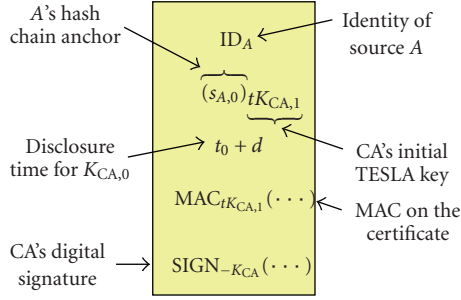 A's hash
chain anchor
Identity of
source A
ID_A
(s_{A,0})_{tK_{CA,1}}
Disclosure
time for K_{CA,0}
t_0 + d
CA's initial
TESLA key
MAC_{tK_{CA,1}}(· · ·)
MAC on the
certificate
CA's digital
signature
SIGN_{−K_{CA}}(· · ·)